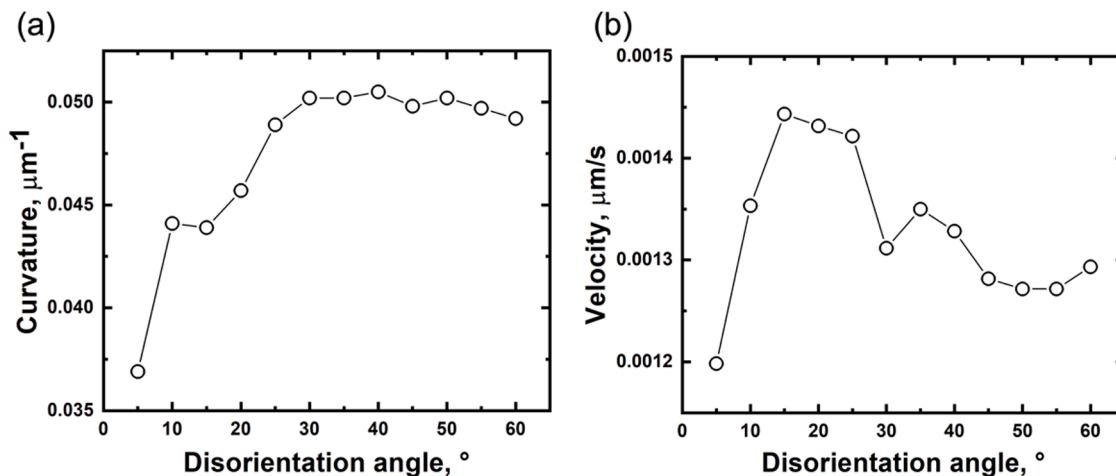 (a)
0.050
0.045
0.040
0.035
Curvature, μm-1
0 10 20 30 40 50 60
Disorientation angle, °
(b)
0.0015
0.0014
0.0013
0.0012
Velocity, μm/s
0 10 20 30 40 50 60
Disorientation angle, °